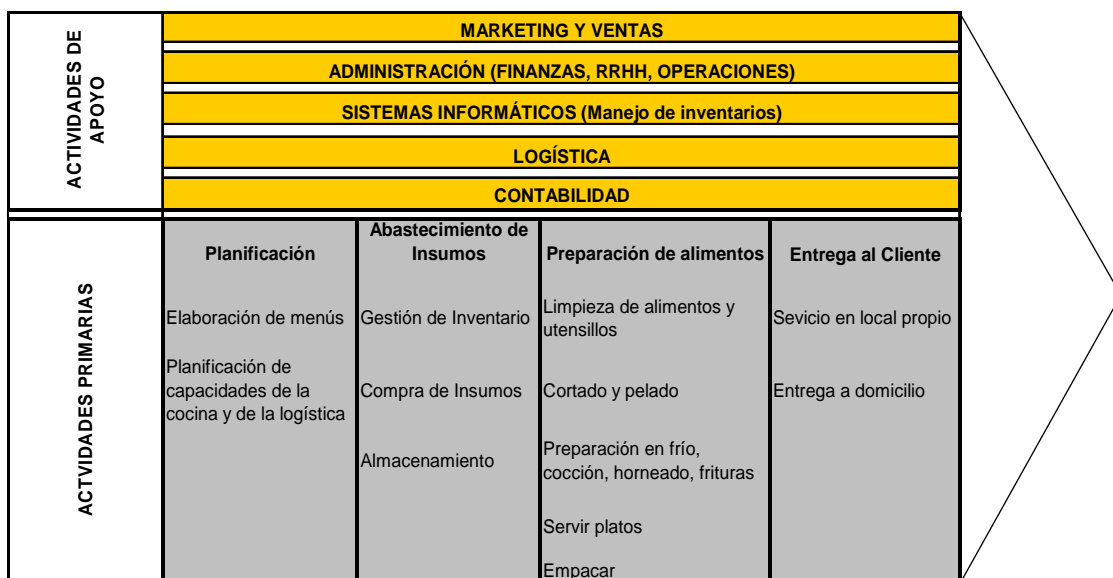 ACTIVIDADES DE
APOYO
MARKETING Y VENTAS
ADMINISTRACIÓN (FINANZAS, RRHH, OPERACIONES)
SISTEMAS INFORMÁTICOS (Manejo de inventarios)
LOGÍSTICA
CONTABILIDAD
ACTVIDADES PRIMARIAS
Planificación
Elaboración de menús
Planificación de
capacidades de la
cocina y de la logística
Abastecimiento de
Insumos
Gestión de Inventario
Compra de Insumos
Almacenamiento
Preparación de alimentos
Limpieza de alimentos y
utensillos
Cortado y pelado
Preparación en frío,
cocción, horneado, frituras
Servir platos
Empacar
Entrega al Cliente
Sevicio en local propio
Entrega a domicilio